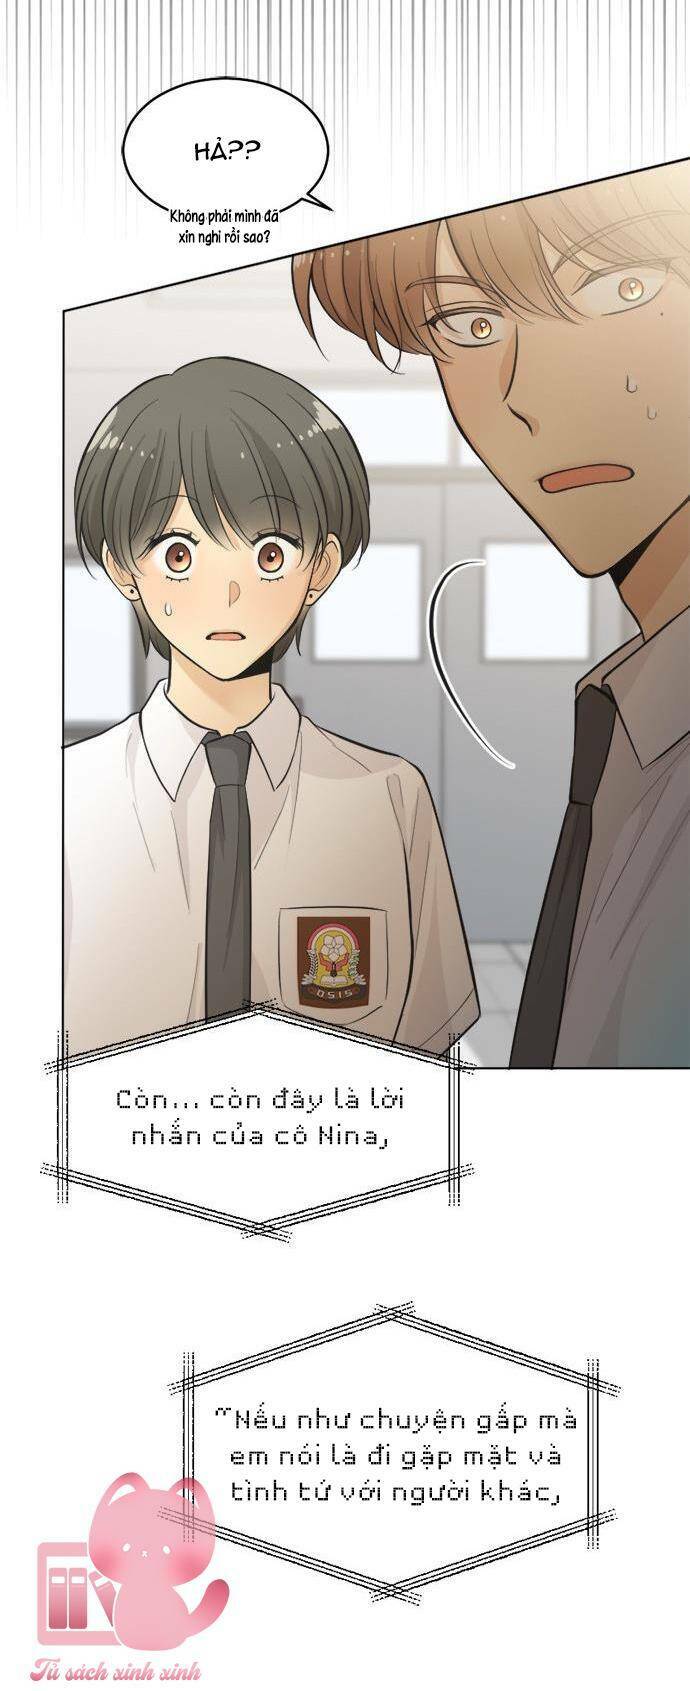 HẢ??
Không phải mình đã
xin nghỉ rồi sao?
OSIS
Còn... còn đây là lời
nhắn của cô Nina,
"Nếu như chuyện gấp mà
em nói là đi gặp mặt và
tình tứ với người khác,
Tủ sách xinh xinh